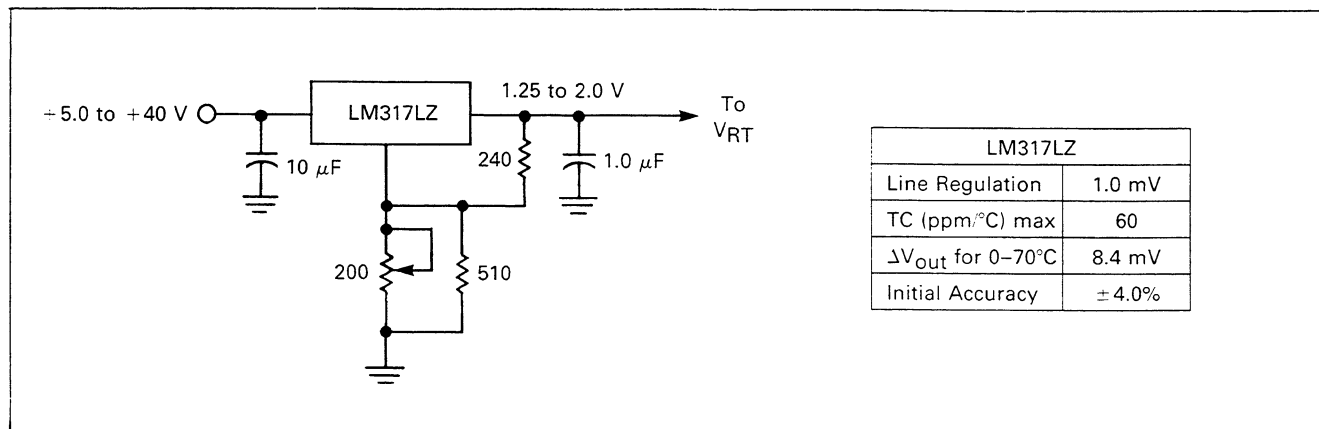 1.25 to 2.0 V
÷5.0 to +40 V
LM317LZ
To
VRT
10 μF
240
1.0 μF
200
510
LM317LZ
Line Regulation 1.0 mV
TC (ppm/°C) max 60
ΔVout for 0–70°C 8.4 mV
Initial Accuracy ±4.0%